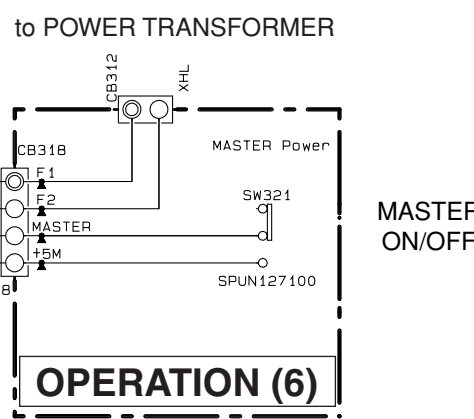 to POWER TRANSFORMER
CB312
XHL
MASTER Power
CB318
F1
F2
MASTER
+5M
8
SW321
SPUN127100
MASTER
ON/OFF
OPERATION (6)